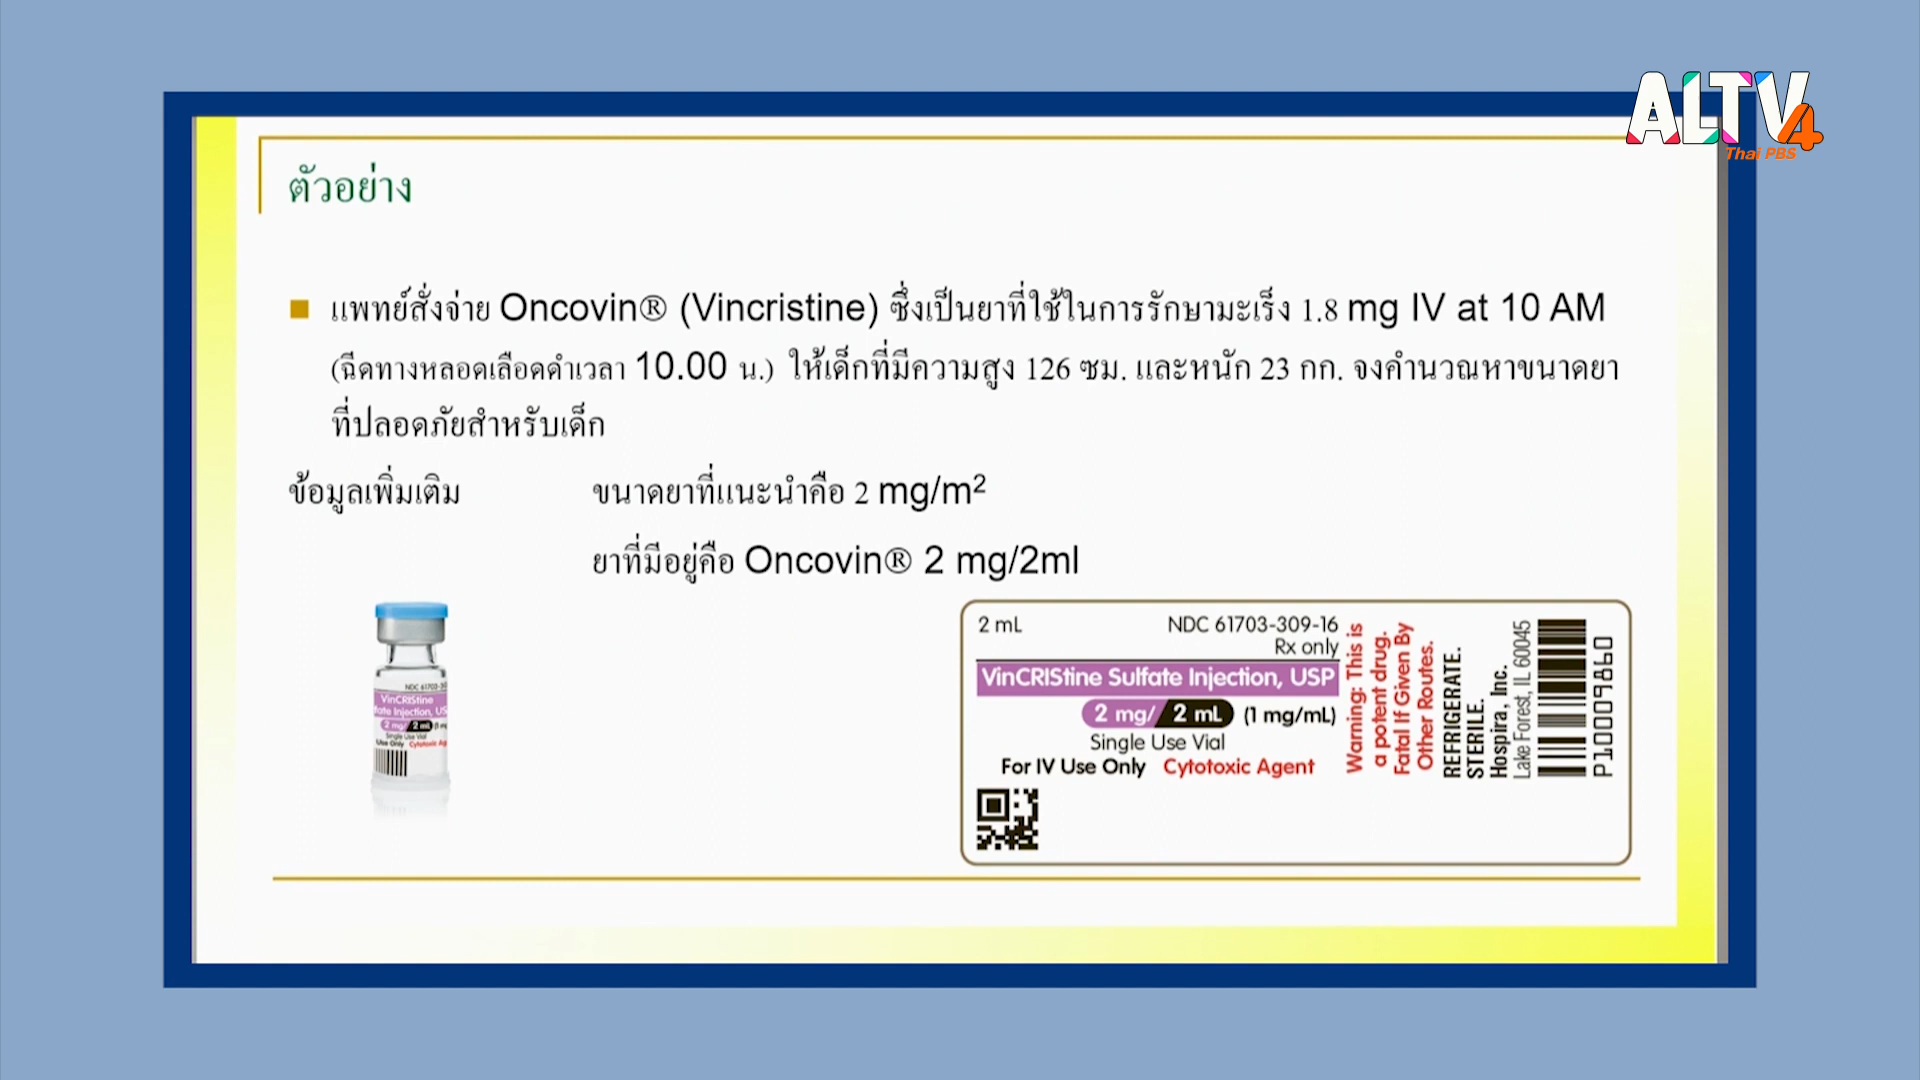 ALTV4
Thai PBS
ตัวอย่าง
แพทย์สั่งจ่าย Oncovin® (Vincristine) ซึ่งเป็นยาที่ใช้ในการรักษามะเร็ง 1.8 mg IV at 10 AM
(ฉีดทางหลอดเลือดดำเวลา 10.00 น.) ให้เด็กที่มีความสูง 126 ซม. และหนัก 23 กก. จงคำนวณหาขนาดยา
ที่ปลอดภัยสำหรับเด็ก
ข้อมูลเพิ่มเติม ขนาดยาที่แนะนำคือ 2 mg/m²
ยาที่มีอยู่คือ Oncovin® 2 mg/2ml
VinCRIStine
2 mg/ 2 mL
Single Use Vial
2 mL NDC 61703-309-16
Rx only
VinCRIStine Sulfate Injection, USP
2 mg/ 2 mL (1 mg/mL)
Single Use Vial
For IV Use Only Cytotoxic Agent
Warning: This is
a potent drug.
Fatal If Given By
Other Routes.
REFRIGERATE.
STERILE.
Hospira, Inc.
Lake Forest, IL 60045
P10009860